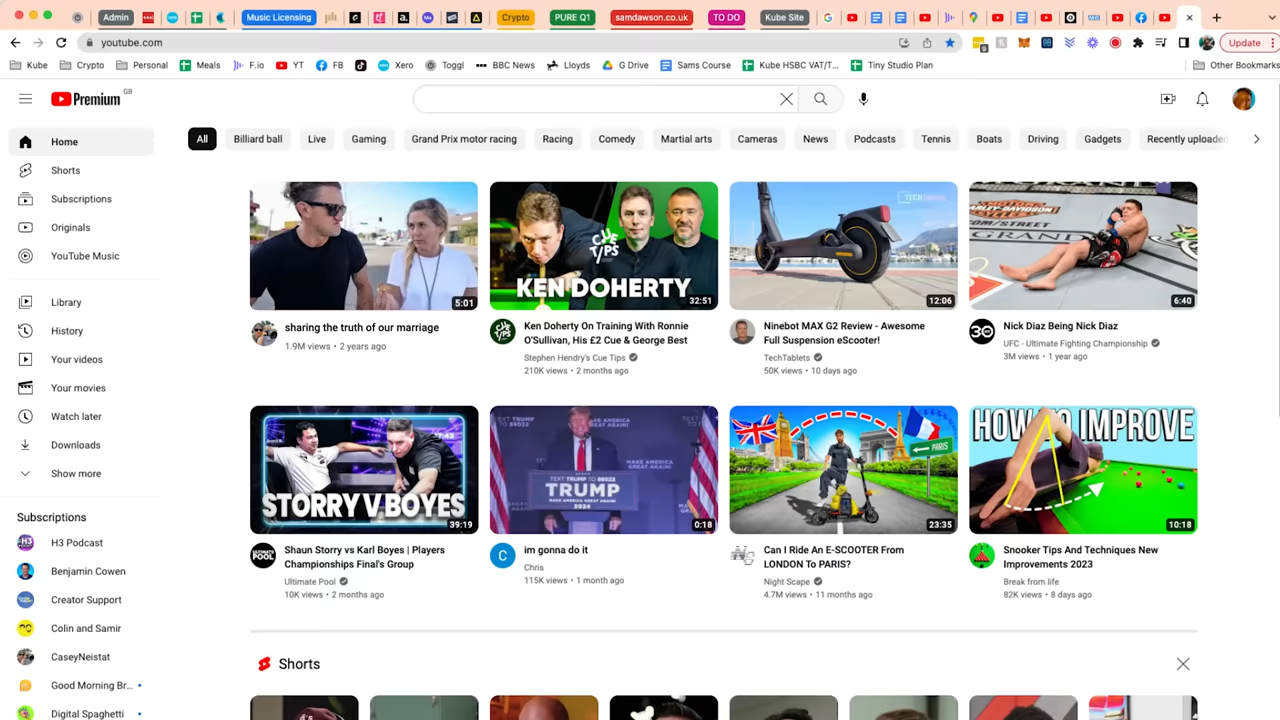 Admin
Music Licensing
Crypto
PURE Q1
samdawson.co.uk
TO DO
Kube Site
youtube.com
Update
Kube
Crypto
Personal
Meals
F.io
YT
FB
Xero
Toggl
BBC News
Lloyds
G Drive
Sams Course
Kube HSBC VAT/T...
Tiny Studio Plan
Other Bookmarks
Premium GB
Home
Shorts
Subscriptions
Originals
YouTube Music
Library
History
Your videos
Your movies
Watch later
Downloads
Show more
Subscriptions
H3 Podcast
Benjamin Cowen
Creator Support
Colin and Samir
CaseyNeistat
Good Morning Br...
Digital Spaghetti
All
Billiard ball
Live
Gaming
Grand Prix motor racing
Racing
Comedy
Martial arts
Cameras
News
Podcasts
Tennis
Boats
Driving
Gadgets
Recently uploaded
5:01
sharing the truth of our marriage
1.9M views • 2 years ago
CUE TIPS
KEN DOHERTY
32:51
Ken Doherty On Training With Ronnie
O'Sullivan, His £2 Cue & George Best
Stephen Hendry's Cue Tips
210K views • 2 months ago
12:06
Ninebot MAX G2 Review - Awesome
Full Suspension eScooter!
TechTablets
50K views • 10 days ago
6:40
Nick Diaz Being Nick Diaz
UFC - Ultimate Fighting Championship
3M views • 1 year ago
STORRY V BOYES
39:19
Shaun Storry vs Karl Boyes | Players
Championships Final's Group
Ultimate Pool
10K views • 2 months ago
TEXT TRUMP TO 88022
TRUMP
0:18
im gonna do it
Chris
115K views • 1 month ago
PARIS
23:35
Can I Ride An E-SCOOTER From
LONDON To PARIS?
Night Scape
4.7M views • 11 months ago
HOW TO IMPROVE
10:18
Snooker Tips And Techniques New
Improvements 2023
Break from life
82K views • 8 days ago
Shorts